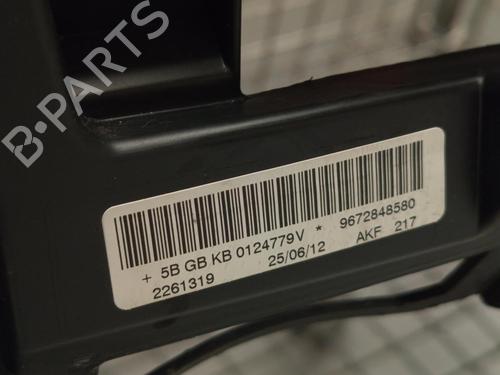 B-PARTS
+ 5B GB KB 0124779V * 9672848580
2261319 25/06/12 AKF 217